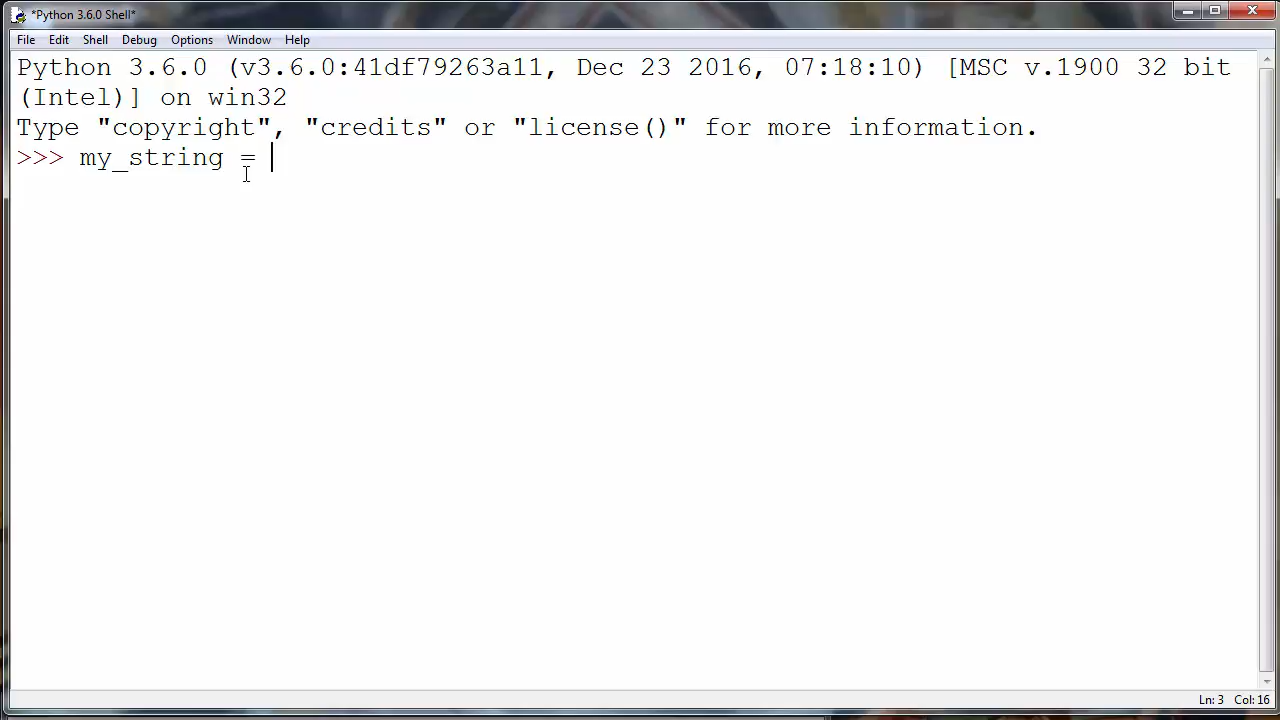 *Python 3.6.0 Shell*
File Edit Shell Debug Options Window Help
Python 3.6.0 (v3.6.0:41df79263a11, Dec 23 2016, 07:18:10) [MSC v.1900 32 bit
(Intel)] on win32
Type "copyright", "credits" or "license()" for more information.
>>> my_string =
Ln: 3 Col: 16